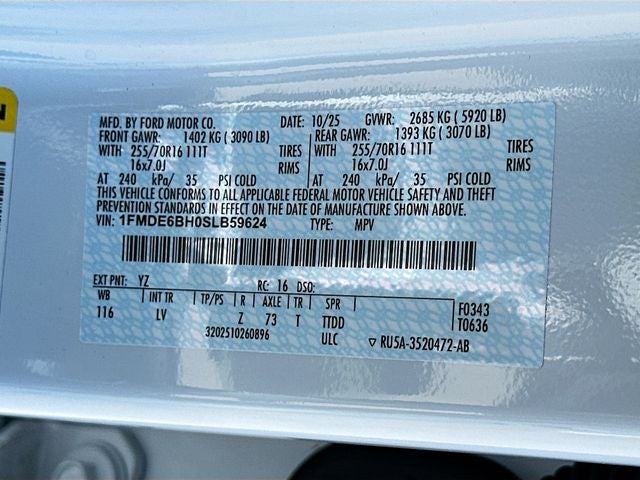 MFD. BY FORD MOTOR CO. DATE: 10/25 GVWR: 2685 KG ( 5920 LB)
FRONT GAWR: 1402 KG ( 3090 LB) REAR GAWR: 1393 KG ( 3070 LB)
WITH 255/70R16 111T TIRES WITH 255/70R16 111T TIRES
16x7.0J RIMS 16x7.0J RIMS
AT 240 kPa/ 35 PSI COLD AT 240 kPa/ 35 PSI COLD
THIS VEHICLE CONFORMS TO ALL APPLICABLE FEDERAL MOTOR VEHICLE SAFETY AND THEFT
PREVENTION STANDARDS IN EFFECT ON THE DATE OF MANUFACTURE SHOWN ABOVE.
VIN: 1FMDE6BH0SLB59624 TYPE: MPV
EXT PNT: YZ RC: 16 DSO:
WB INT TR TP/PS R AXLE TR SPR F0343
116 LV Z 73 T TTDD T0636
3202510260896 ULC RU5A-3520472-AB